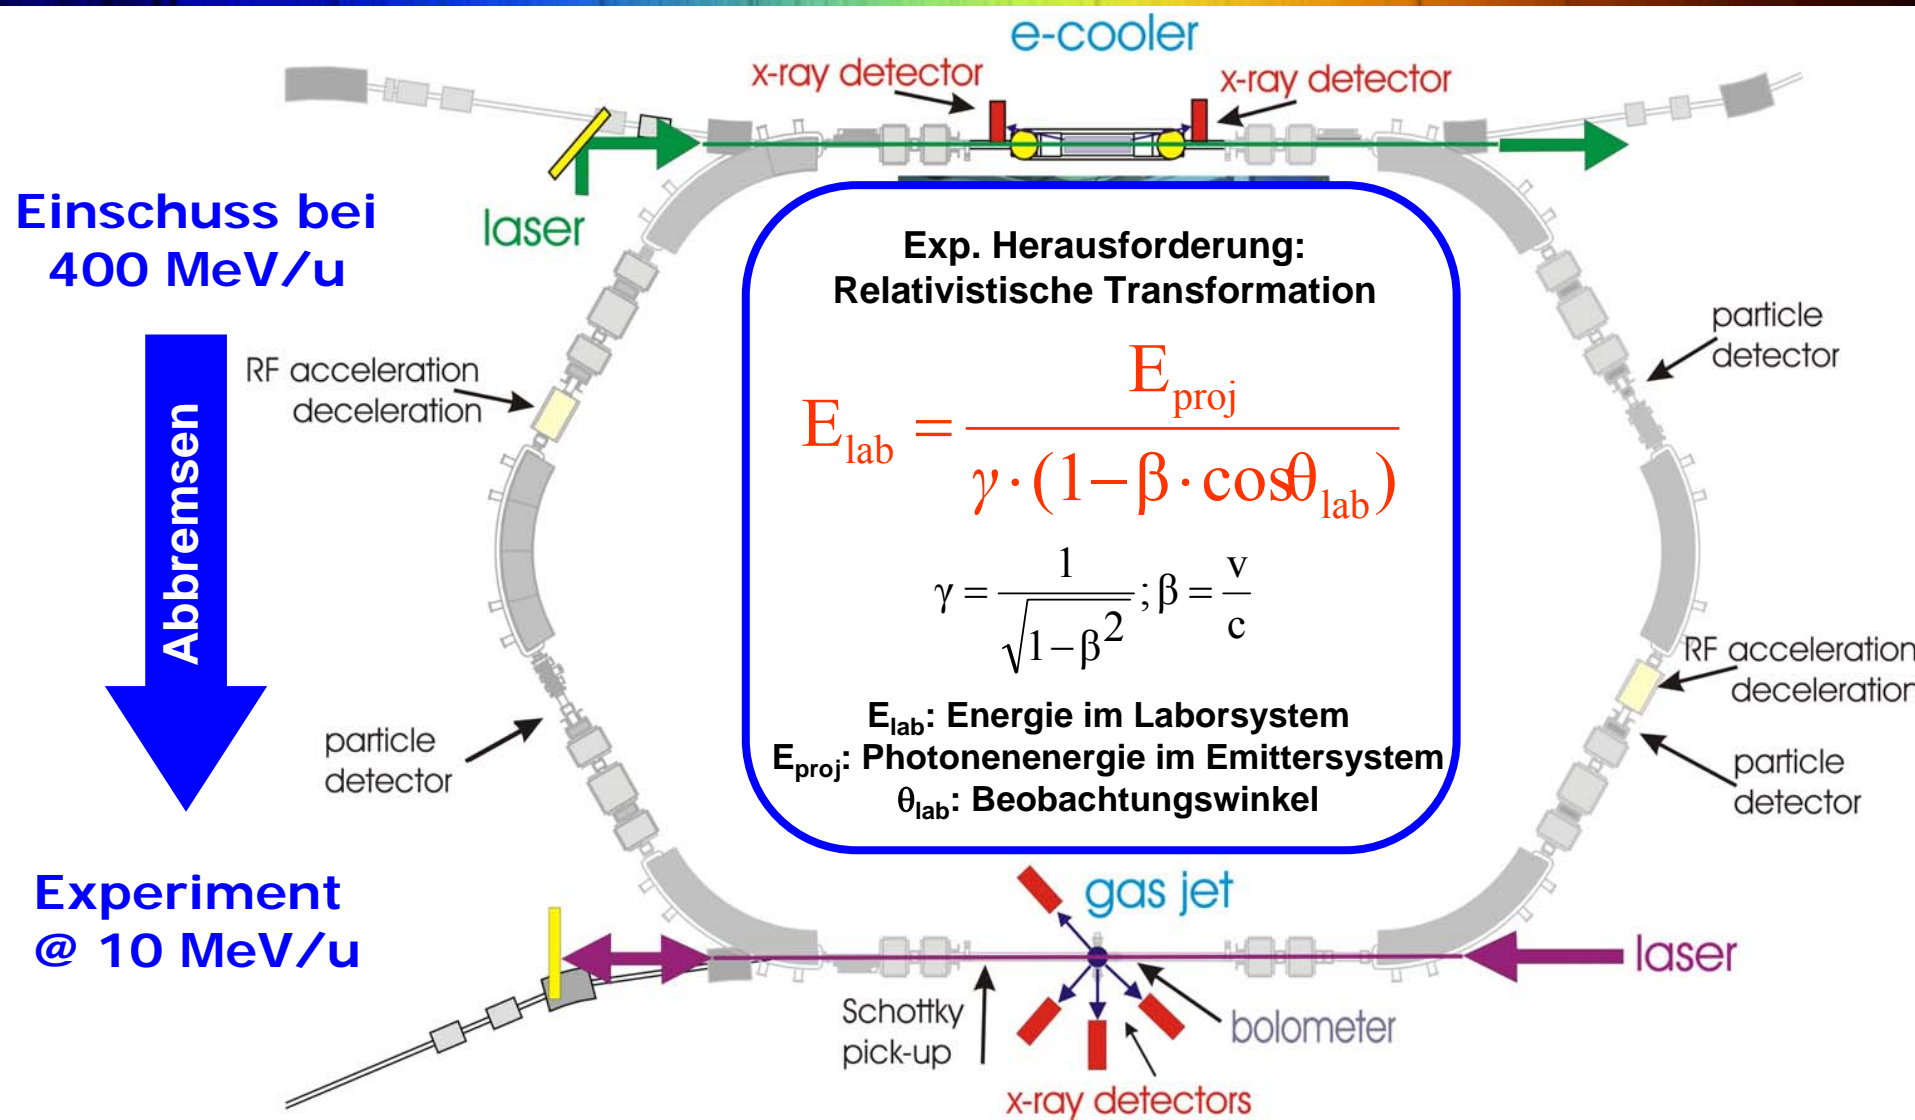 e-cooler
x-ray detector
x-ray detector
laser
Einschuss bei
400 MeV/u
Abbremsen
Experiment
@ 10 MeV/u
RF acceleration
deceleration
particle
detector
Exp. Herausforderung:
Relativistische Transformation
E_lab = E_proj / γ·(1−β·cosθ_lab)
γ = 1 / √(1−β²) ; β = v / c
E_lab: Energie im Laborsystem
E_proj: Photonenenergie im Emittersystem
θ_lab: Beobachtungswinkel
particle
detector
RF acceleration
deceleration
particle
detector
gas jet
laser
Schottky
pick-up
bolometer
x-ray detectors